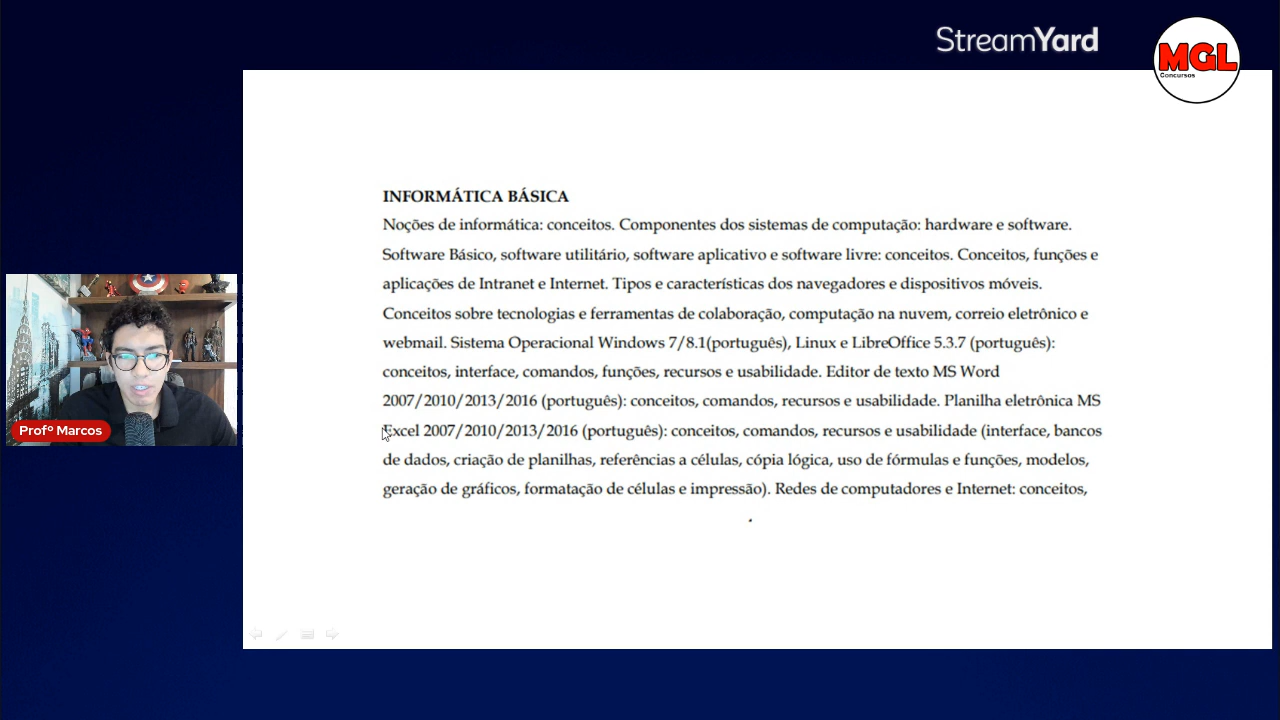 StreamYard
MGL
Concursos
INFORMÁTICA BÁSICA
Noções de informática: conceitos. Componentes dos sistemas de computação: hardware e software.
Software Básico, software utilitário, software aplicativo e software livre: conceitos. Conceitos, funções e
aplicações de Intranet e Internet. Tipos e características dos navegadores e dispositivos móveis.
Conceitos sobre tecnologias e ferramentas de colaboração, computação na nuvem, correio eletrônico e
webmail. Sistema Operacional Windows 7/8.1(português), Linux e LibreOffice 5.3.7 (português):
conceitos, interface, comandos, funções, recursos e usabilidade. Editor de texto MS Word
2007/2010/2013/2016 (português): conceitos, comandos, recursos e usabilidade. Planilha eletrônica MS
Excel 2007/2010/2013/2016 (português): conceitos, comandos, recursos e usabilidade (interface, bancos
de dados, criação de planilhas, referências a células, cópia lógica, uso de fórmulas e funções, modelos,
geração de gráficos, formatação de células e impressão). Redes de computadores e Internet: conceitos,
Profº Marcos